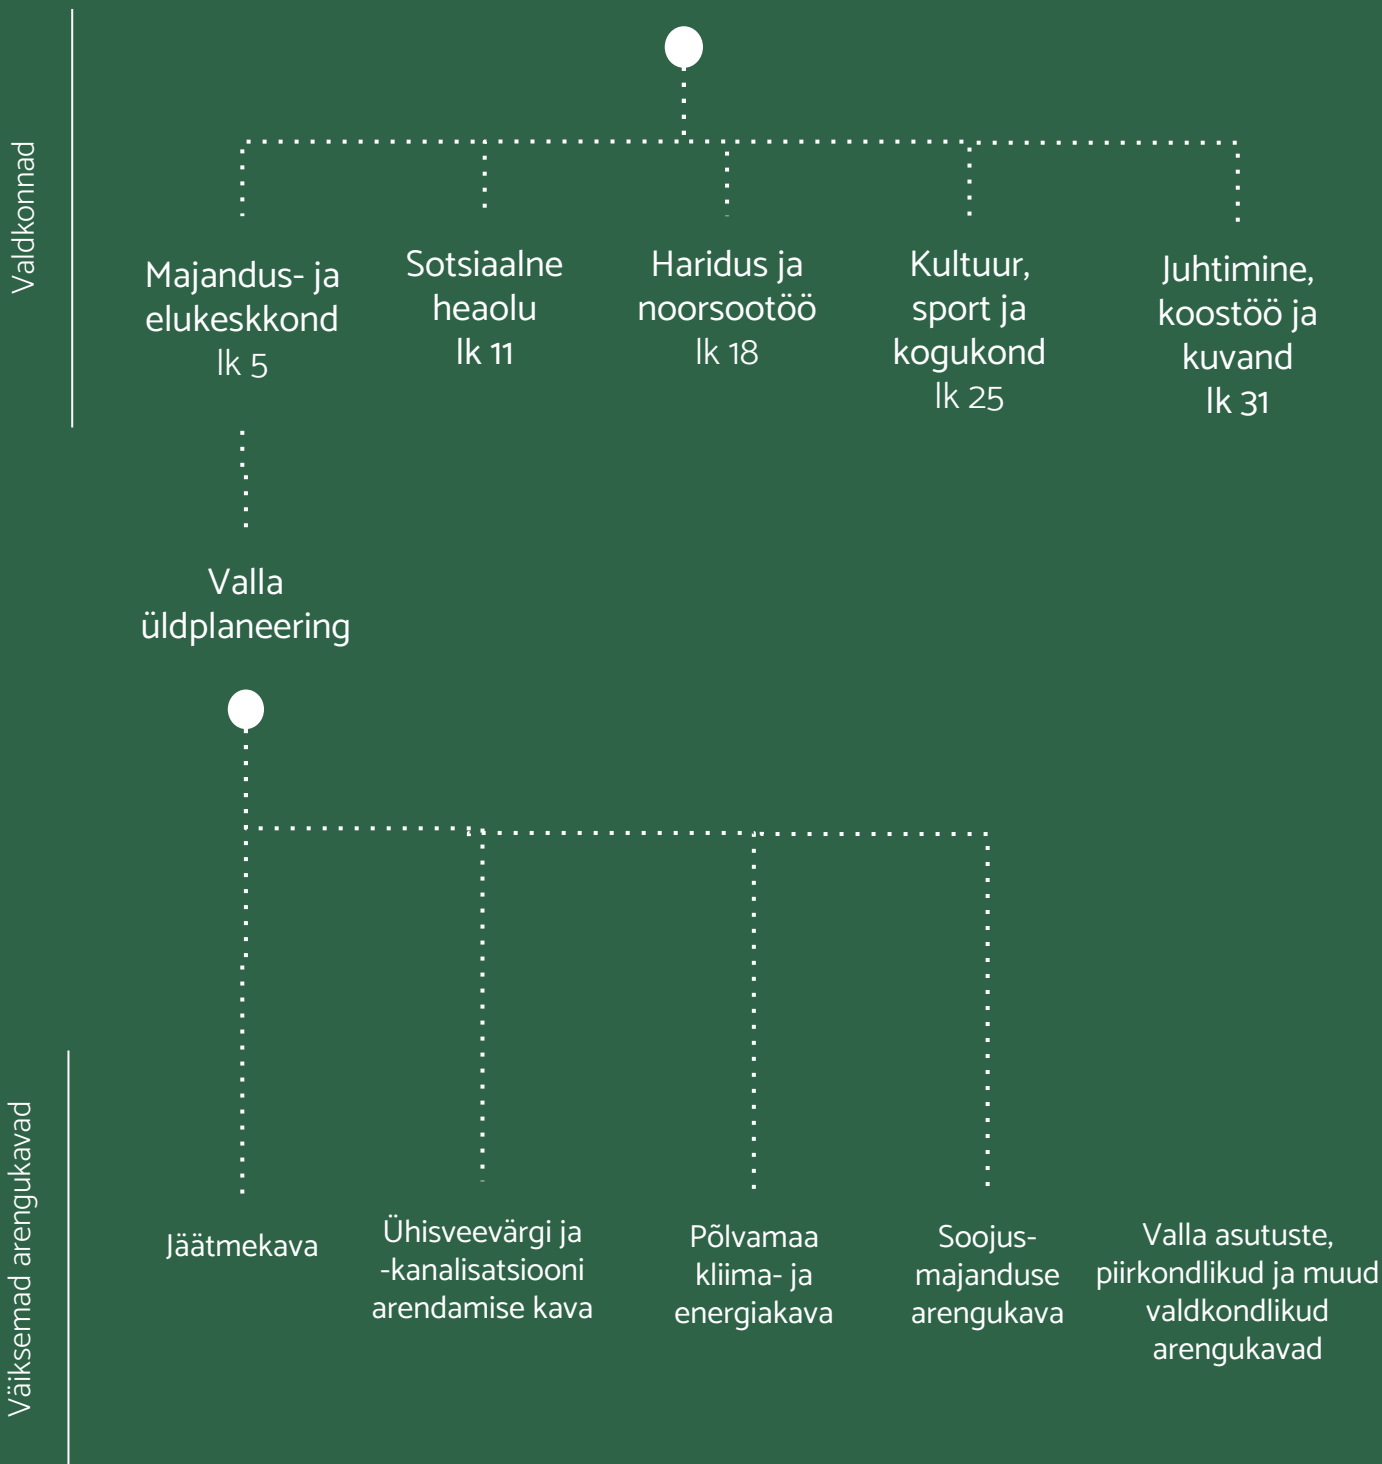 Valdkonnad
Majandus- ja
elukeskkond
lk 5
Sotsiaalne
heaolu
lk 11
Haridus ja
noorsootöö
lk 18
Kultuur,
sport ja
kogukond
lk 25
Juhtimine,
koostöö ja
kuvand
lk 31
Valla
üldplaneering
Väiksemad arengukavad
Jäätmekava
Ühisveevärgi ja
-kanalisatsiooni
arendamise kava
Põlvamaa
kliima- ja
energiakava
Soojus-
majanduse
arengukava
Valla asutuste,
piirkondlikud ja muud
valdkondlikud
arengukavad